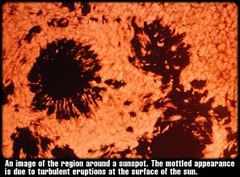 An image of the region around a sunspot. The mottled appearance
is due to turbulent eruptions at the surface of the sun.